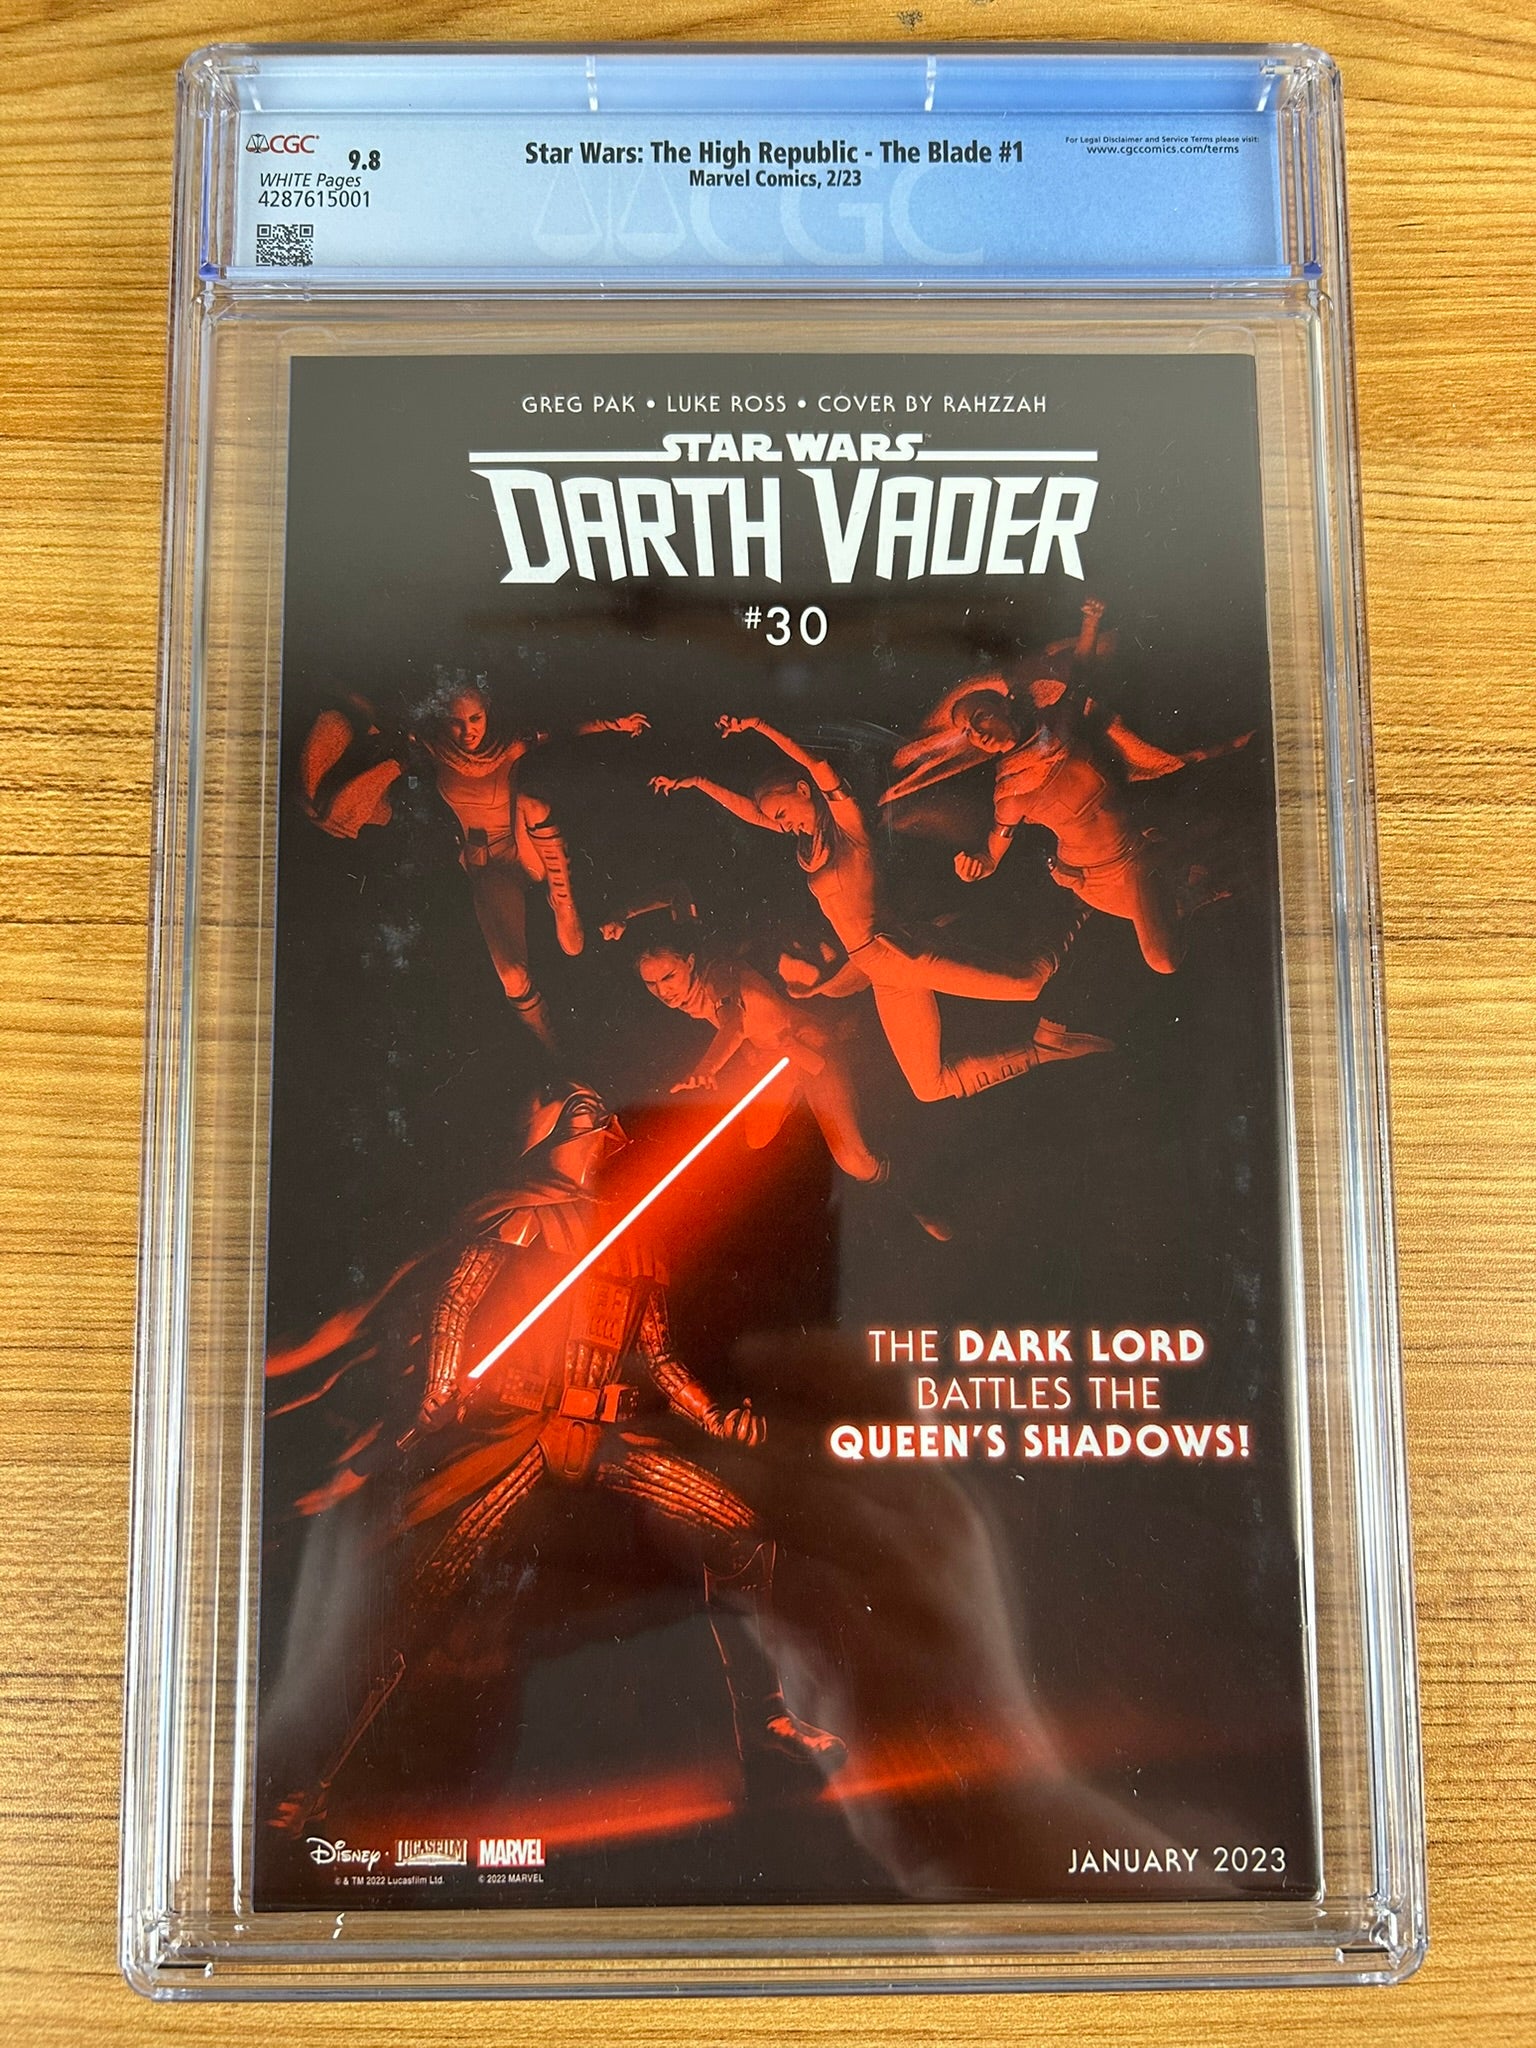 CGC
9.8
WHITE Pages
4287615001
Star Wars: The High Republic - The Blade #1
Marvel Comics, 2/23
For Legal Disclaimer and Service Terms please visit:
www.cgccomics.com/terms
CGC
GREG PAK • LUKE ROSS • COVER BY RAHZZAH
STAR WARS
DARTH VADER
#30
THE DARK LORD
BATTLES THE
QUEEN'S SHADOWS!
Disney · LUCASFILM MARVEL
© & TM 2022 Lucasfilm Ltd. © 2022 MARVEL
JANUARY 2023